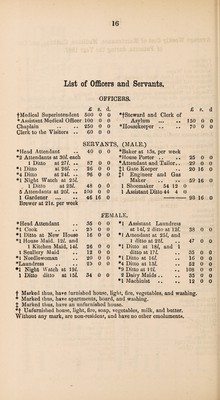 16
List of Officers and Servants.
OFFICERS.
£ s. d.
†Medical Superintendent 500 0 0
*Assistant Medical Officer 100 0 0
Chaplain .. .. 250 0 0
Clerk to the Visitors .. 60 0 0
£ s. d
†Steward and Clerk of
Asylum .. .. 150 0 0
*Housekeeper .. .. 70 0 0
SERVANTS, (MALE)
*Head Attendant .. 40 0 0
*2 Attendants at 30l. each
1 Ditto at 27l. .. 87 0 0
*1 Ditto at 26l. .. 26 0 0
*4 Ditto at 24l. .. 96 0 0
*1 Night Watch at 25l.
1 Ditto at 23l. .. 48 0 0
5 Attendants at 20l. .. 100 0 0
1 Gardener .. .. 46 16 0
Brewer at 21s. per week
*Baker at 15s. per week
*House Porter .. .. 35 0 0
*Attendant and Tailor.. 39 0 0
‡1 Gate Keeper .. .. 20 16 0
‡1 Engineer and Gas
Maker .. .. 59 16 0
1 Shoemaker 54 12 0
1 Assistant Ditto 44 4 0
98 16 0
FEMALE.
*Head Attendant .. 35 0 0
*1 Cook .. .. 25 0 0
*1 Ditto at New House 16 0 0
*1 House Maid, 12l. and
1 Kitchen Maid, 14l. 26 0 0
1 Scullery Maid .. 12 0 0
*1 Needlewoman .. 20 0 0
*Laundress .. .. 25 0 0
*1 Night Watch at 19l.
1 Ditto ditto at 15l. 34 0 0
*1 Assistant Laundress
at 14l, 2 ditto at 12l. 38 0 0
*1 Attendant at 25l, and
1 ditto at 22l. .. 47 0 0
*1 Ditto at 18l, and 1
ditto at 17l. .. 35 0 0
*1 Ditto at 16l. .. 16 0 0
*4 Ditto at 13l. .. 52 0 0
*9 Ditto at 12l. .. 108 0 0
2 Dairy Maids.. .. 33 0 0
*1 Machinist .. .. 12 0 0
† Marked thus, have furnished house, light, fire, vegetables, and washing.
* Marked thus, have apartments, board, and washing.
‡ Marked thus, have an unfurnished house.
‡‡ Unfurnished house, light, fire, soap, vegetables, milk, and butter.
Without any mark, are non-resident, and have no other emoluments.